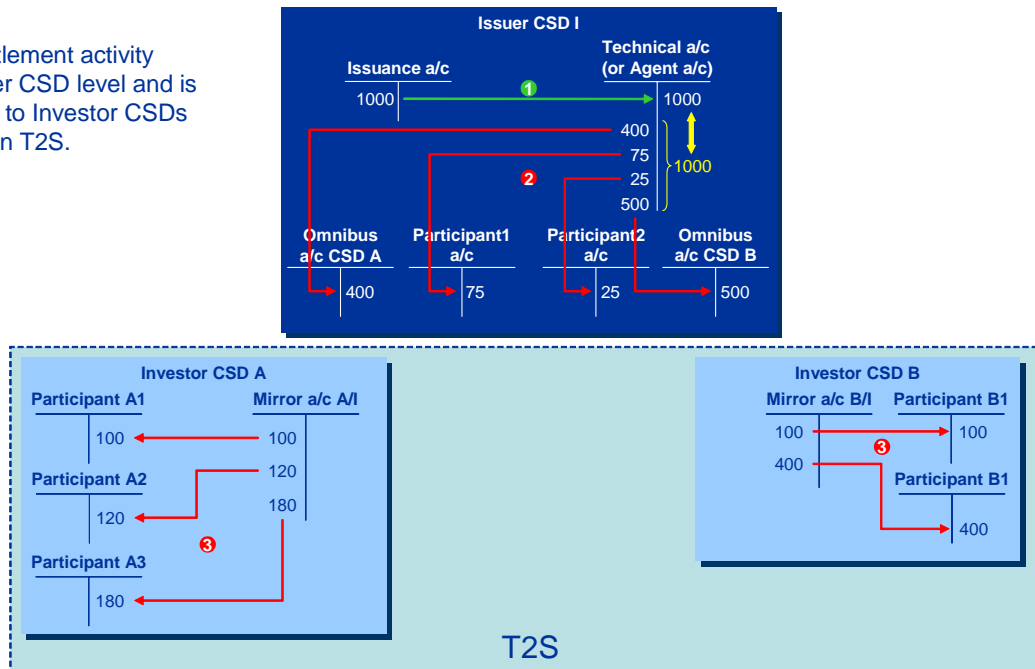 tlement activity
er CSD level and is
to Investor CSDs
n T2S.
Issuer CSD I
Issuance a/c
Technical a/c
(or Agent a/c)
1000
1
1000
400
75
25
500
1000
2
Omnibus
a/c CSD A
Participant1
a/c
Participant2
a/c
Omnibus
a/c CSD B
400
75
25
500
Investor CSD A
Participant A1
Mirror a/c A/I
100
100
120
180
Participant A2
120
3
Participant A3
180
Investor CSD B
Mirror a/c B/I
Participant B1
100
100
3
400
Participant B1
400
T2S